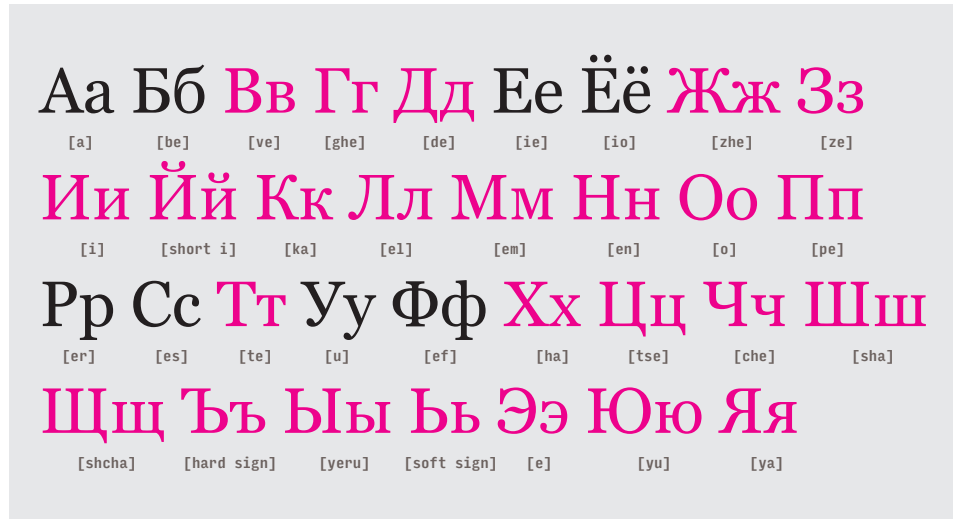 Аа Бб Вв Гг Дд Ее Ёё Жж Зз
[a] [be] [ve] [ghe] [de] [ie] [io] [zhe] [ze]
Ии Йй Кк Лл Мм Нн Оо Пп
[i] [short i] [ka] [el] [em] [en] [o] [pe]
Рр Сс Тт Уу Фф Хх Цц Чч Шш
[er] [es] [te] [u] [ef] [ha] [tse] [che] [sha]
Щщ Ъъ Ыы Ьь Ээ Юю Яя
[shcha] [hard sign] [yeru] [soft sign] [e] [yu] [ya]